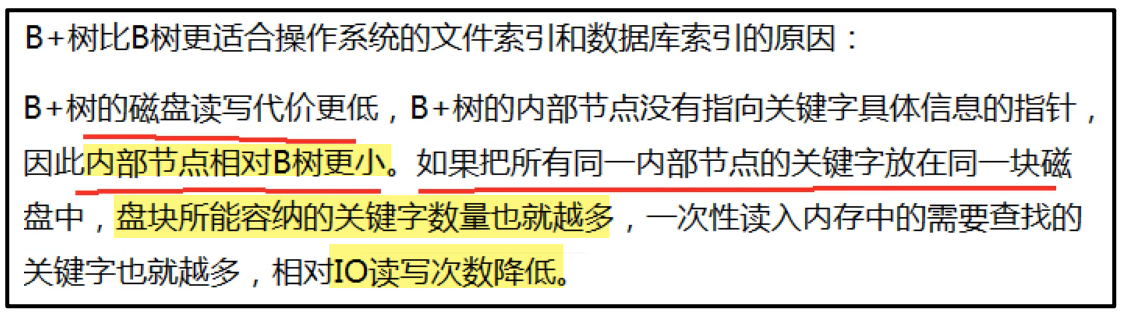 B+树比B树更适合操作系统的文件索引和数据库索引的原因：
B+树的磁盘读写代价更低，B+树的内部节点没有指向关键字具体信息的指针，
因此内部节点相对B树更小。如果把所有同一内部节点的关键字放在同一块磁
盘中，盘块所能容纳的关键字数量也就越多，一次性读入内存中的需要查找的
关键字也就越多，相对IO读写次数降低。